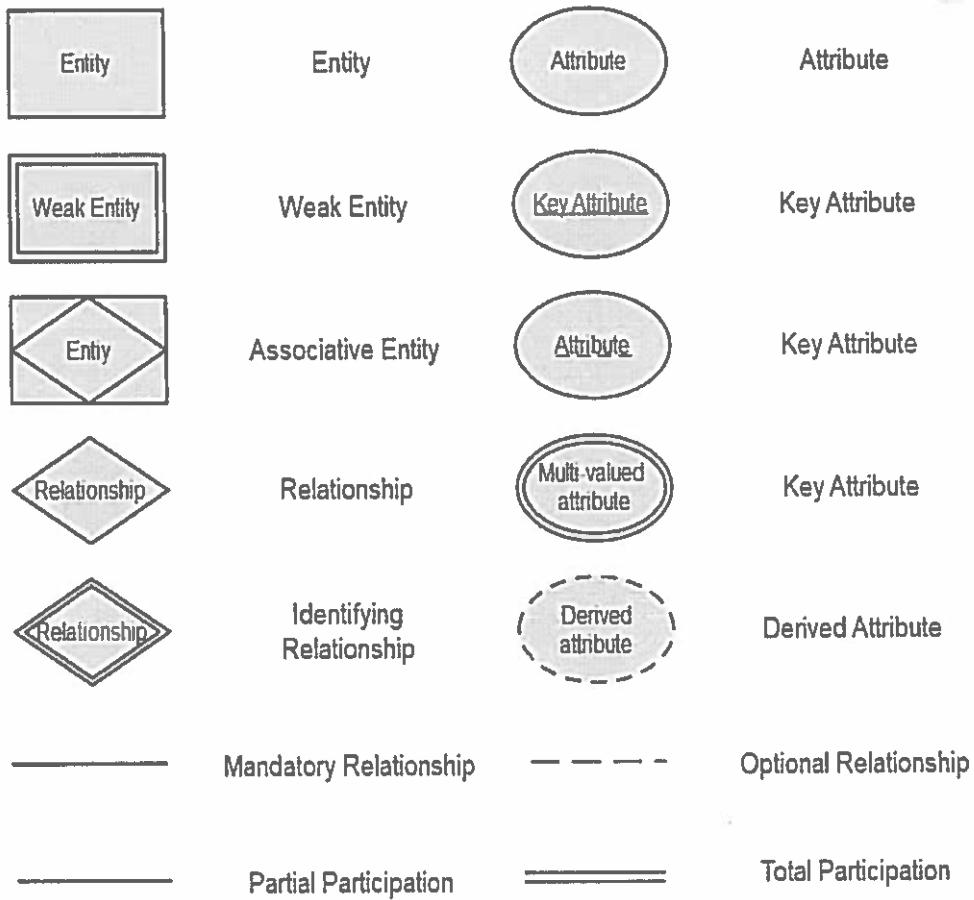 Entity
Entity
Attribute
Attribute
Weak Entity
Weak Entity
Key Attribute
Key Attribute
Entiy
Associative Entity
Attribute
Key Attribute
Relationship
Relationship
Multi-valued
attribute
Key Attribute
Relationship
Identifying
Relationship
Derived
attribute
Derived Attribute
Mandatory Relationship
Optional Relationship
Partial Participation
Total Participation